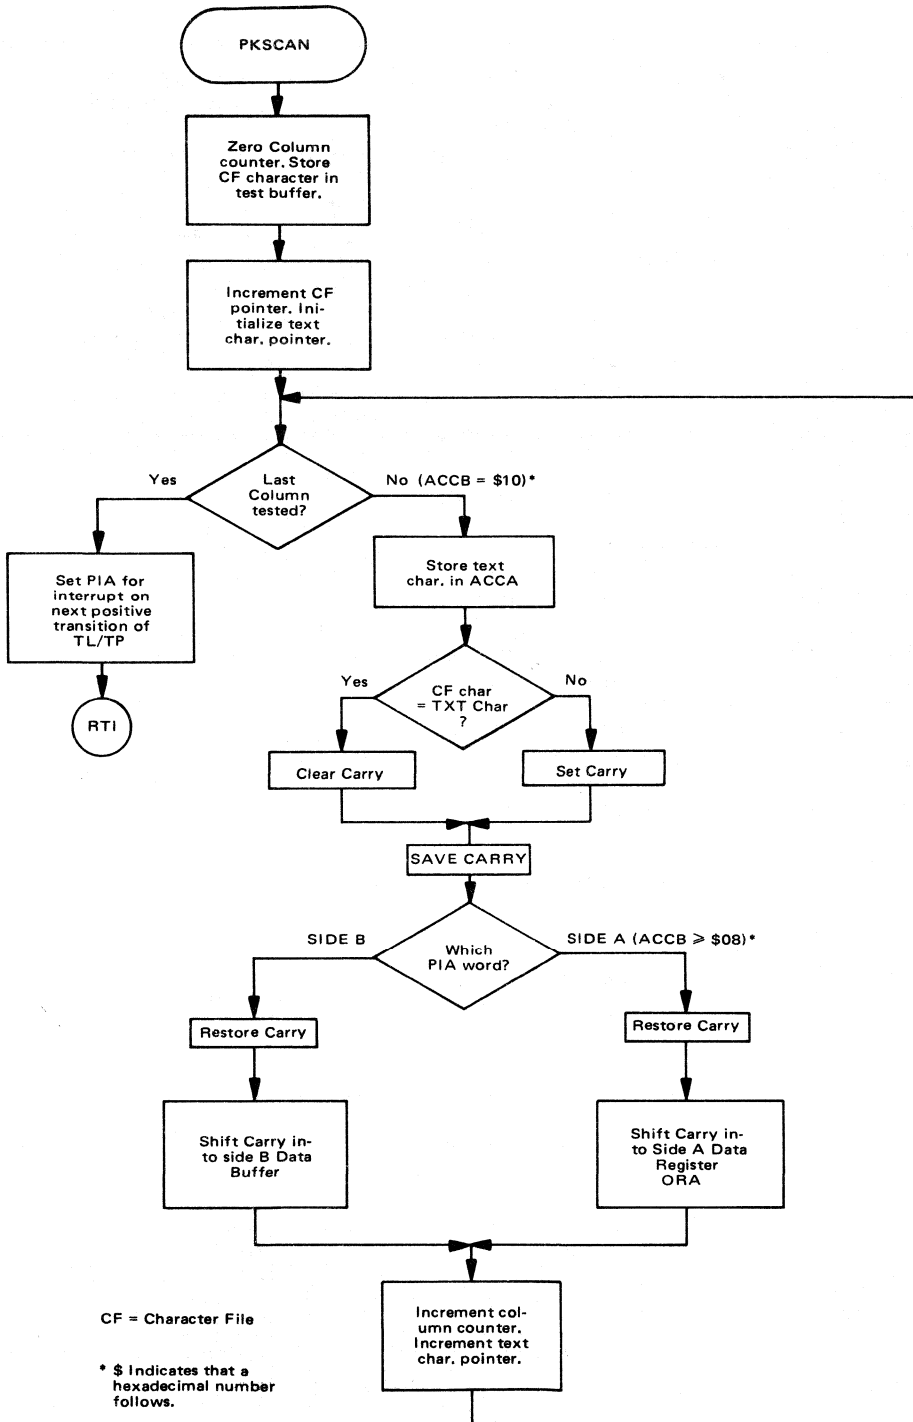 PKSCAN
Zero Column
counter. Store
CF character in
test buffer.
Increment CF
pointer. Ini-
tialize text
char. pointer.
Last
Column
tested?
Yes
No (ACCB = $10)*
Set PIA for
interrupt on
next positive
transition of
TL/TP
RTI
Store text
char. in ACCA
CF char
= TXT Char
?
Yes
No
Clear Carry
Set Carry
SAVE CARRY
Which
PIA word?
SIDE B
SIDE A (ACCB ⩾ $08)*
Restore Carry
Restore Carry
Shift Carry in-
to side B Data
Buffer
Shift Carry in-
to Side A Data
Register
ORA
Increment col-
umn counter.
Increment text
char. pointer.
CF = Character File
* $ Indicates that a
hexadecimal number
follows.